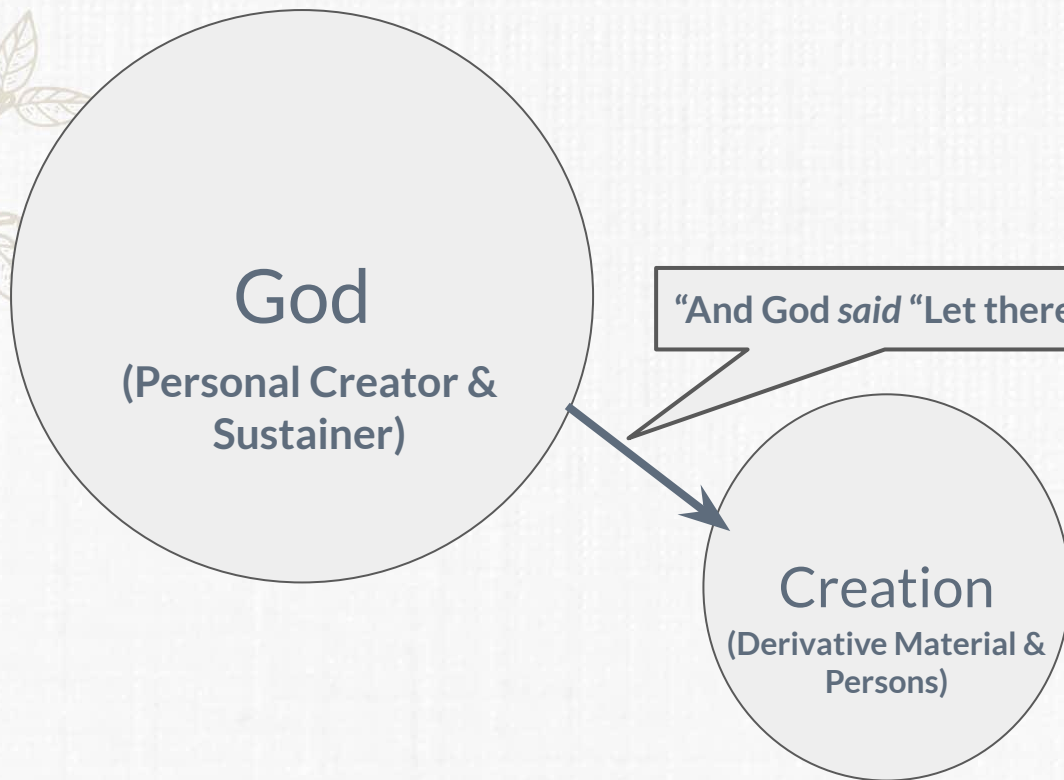 God
(Personal Creator &
Sustainer)
“And God said “Let there
Creation
(Derivative Material &
Persons)